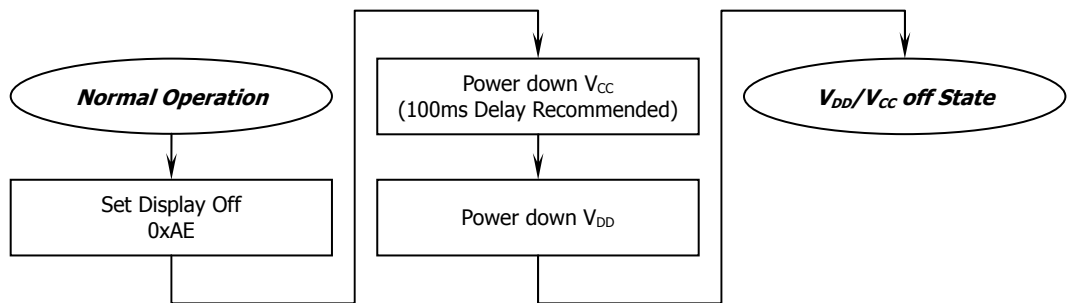 Normal Operation
Set Display Off
0xAE
Power down VCC
(100ms Delay Recommended)
Power down VDD
VDD/VCC off State